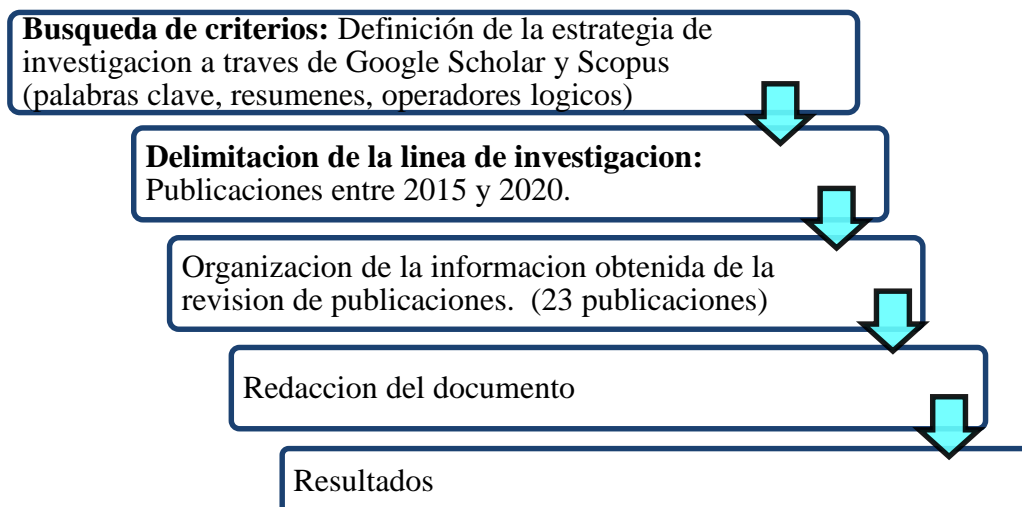 Busqueda de criterios: Definición de la estrategia de
investigacion a traves de Google Scholar y Scopus
(palabras clave, resumenes, operadores logicos)
Delimitacion de la linea de investigacion:
Publicaciones entre 2015 y 2020.
Organizacion de la informacion obtenida de la
revision de publicaciones. (23 publicaciones)
Redaccion del documento
Resultados